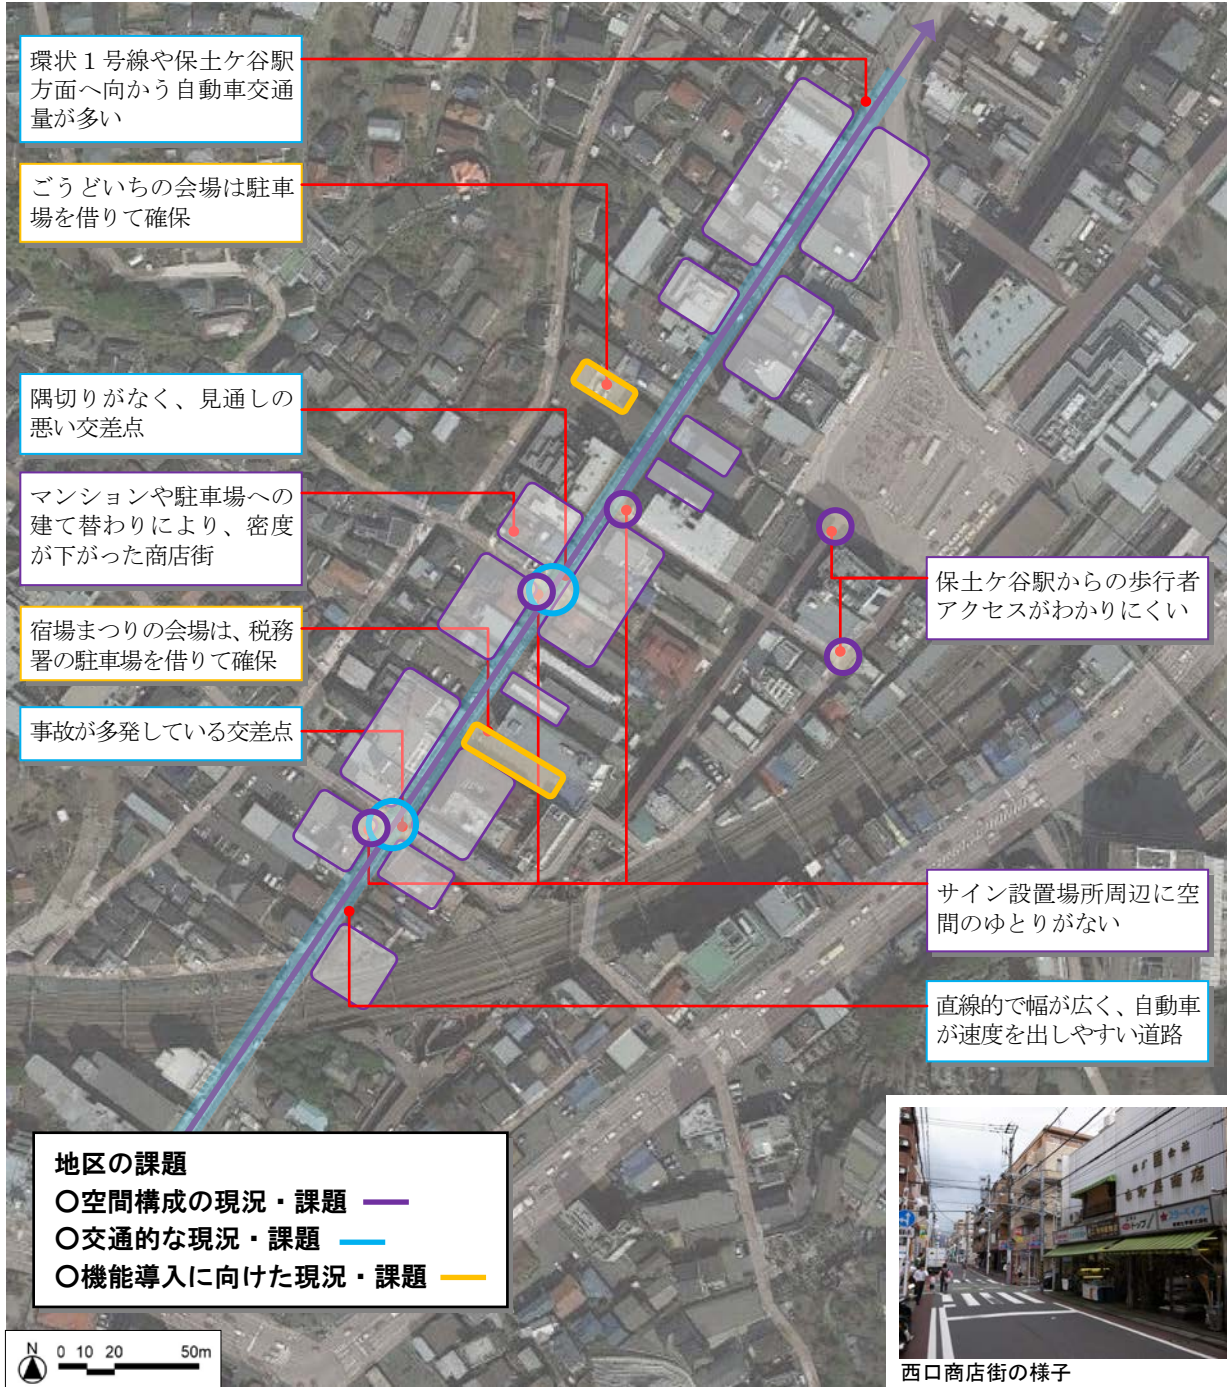 環状１号線や保土ケ谷駅
方面へ向かう自動車交通
量が多い
ごうどいちの会場は駐車
場を借りて確保
隅切りがなく、見通しの
悪い交差点
マンションや駐車場への
建て替わりにより、密度
が下がった商店街
宿場まつりの会場は、税務
署の駐車場を借りて確保
事故が多発している交差点
保土ケ谷駅からの歩行者
アクセスがわかりにくい
サイン設置場所周辺に空
間のゆとりがない
直線的で幅が広く、自動車
が速度を出しやすい道路
地区の課題
〇空間構成の現況・課題
〇交通的な現況・課題
〇機能導入に向けた現況・課題
N 0 10 20 50m
西口商店街の様子